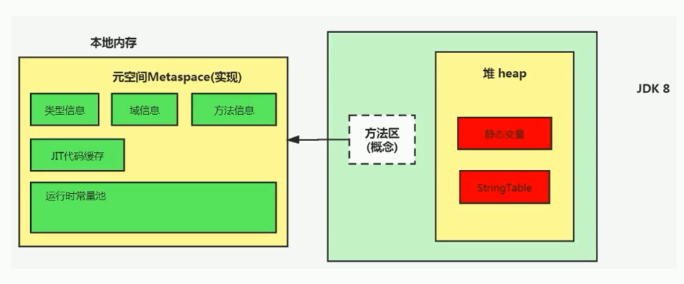 本地内存
元空间Metaspace(实现)
类型信息
域信息
方法信息
JIT代码缓存
运行时常量池
方法区
(概念)
堆 heap
静态变量
StringTable
JDK 8